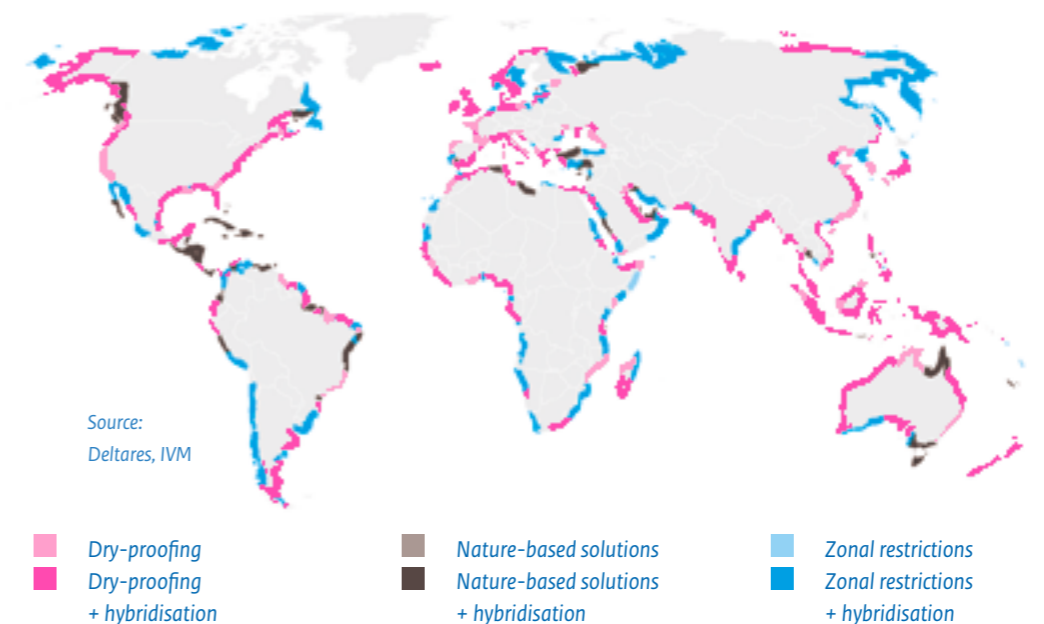 Source:
Deltares, IVM
Dry-proofing
Dry-proofing
+ hybridisation
Nature-based solutions
Nature-based solutions
+ hybridisation
Zonal restrictions
Zonal restrictions
+ hybridisation